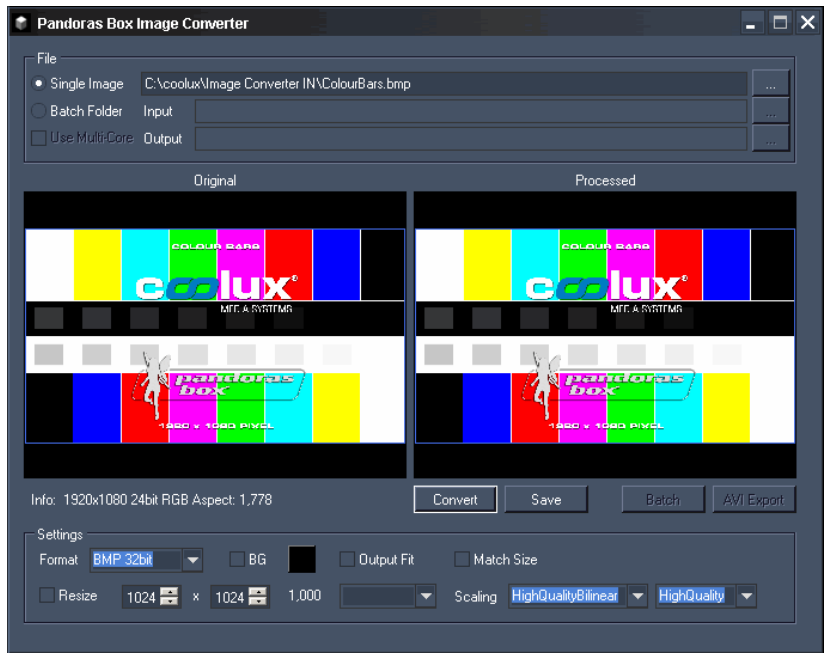 Pandoras Box Image Converter
File
Single Image C:\coolux\Image Converter IN\ColourBars.bmp ...
Batch Folder Input ...
Use Multi-Core Output ...
Original Processed
COLOUR BARS COLOUR BARS
coolux® coolux®
MEDIA SYSTEMS MEDIA SYSTEMS
pandoras pandoras
box box
1920 x 1080 PIXEL 1920 x 1080 PIXEL
Info: 1920x1080 24bit RGB Aspect: 1,778 Convert Save Batch AVI Export
Settings
Format BMP 32bit BG Output Fit Match Size
Resize 1024 x 1024 1,000 Scaling HighQualityBilinear HighQuality